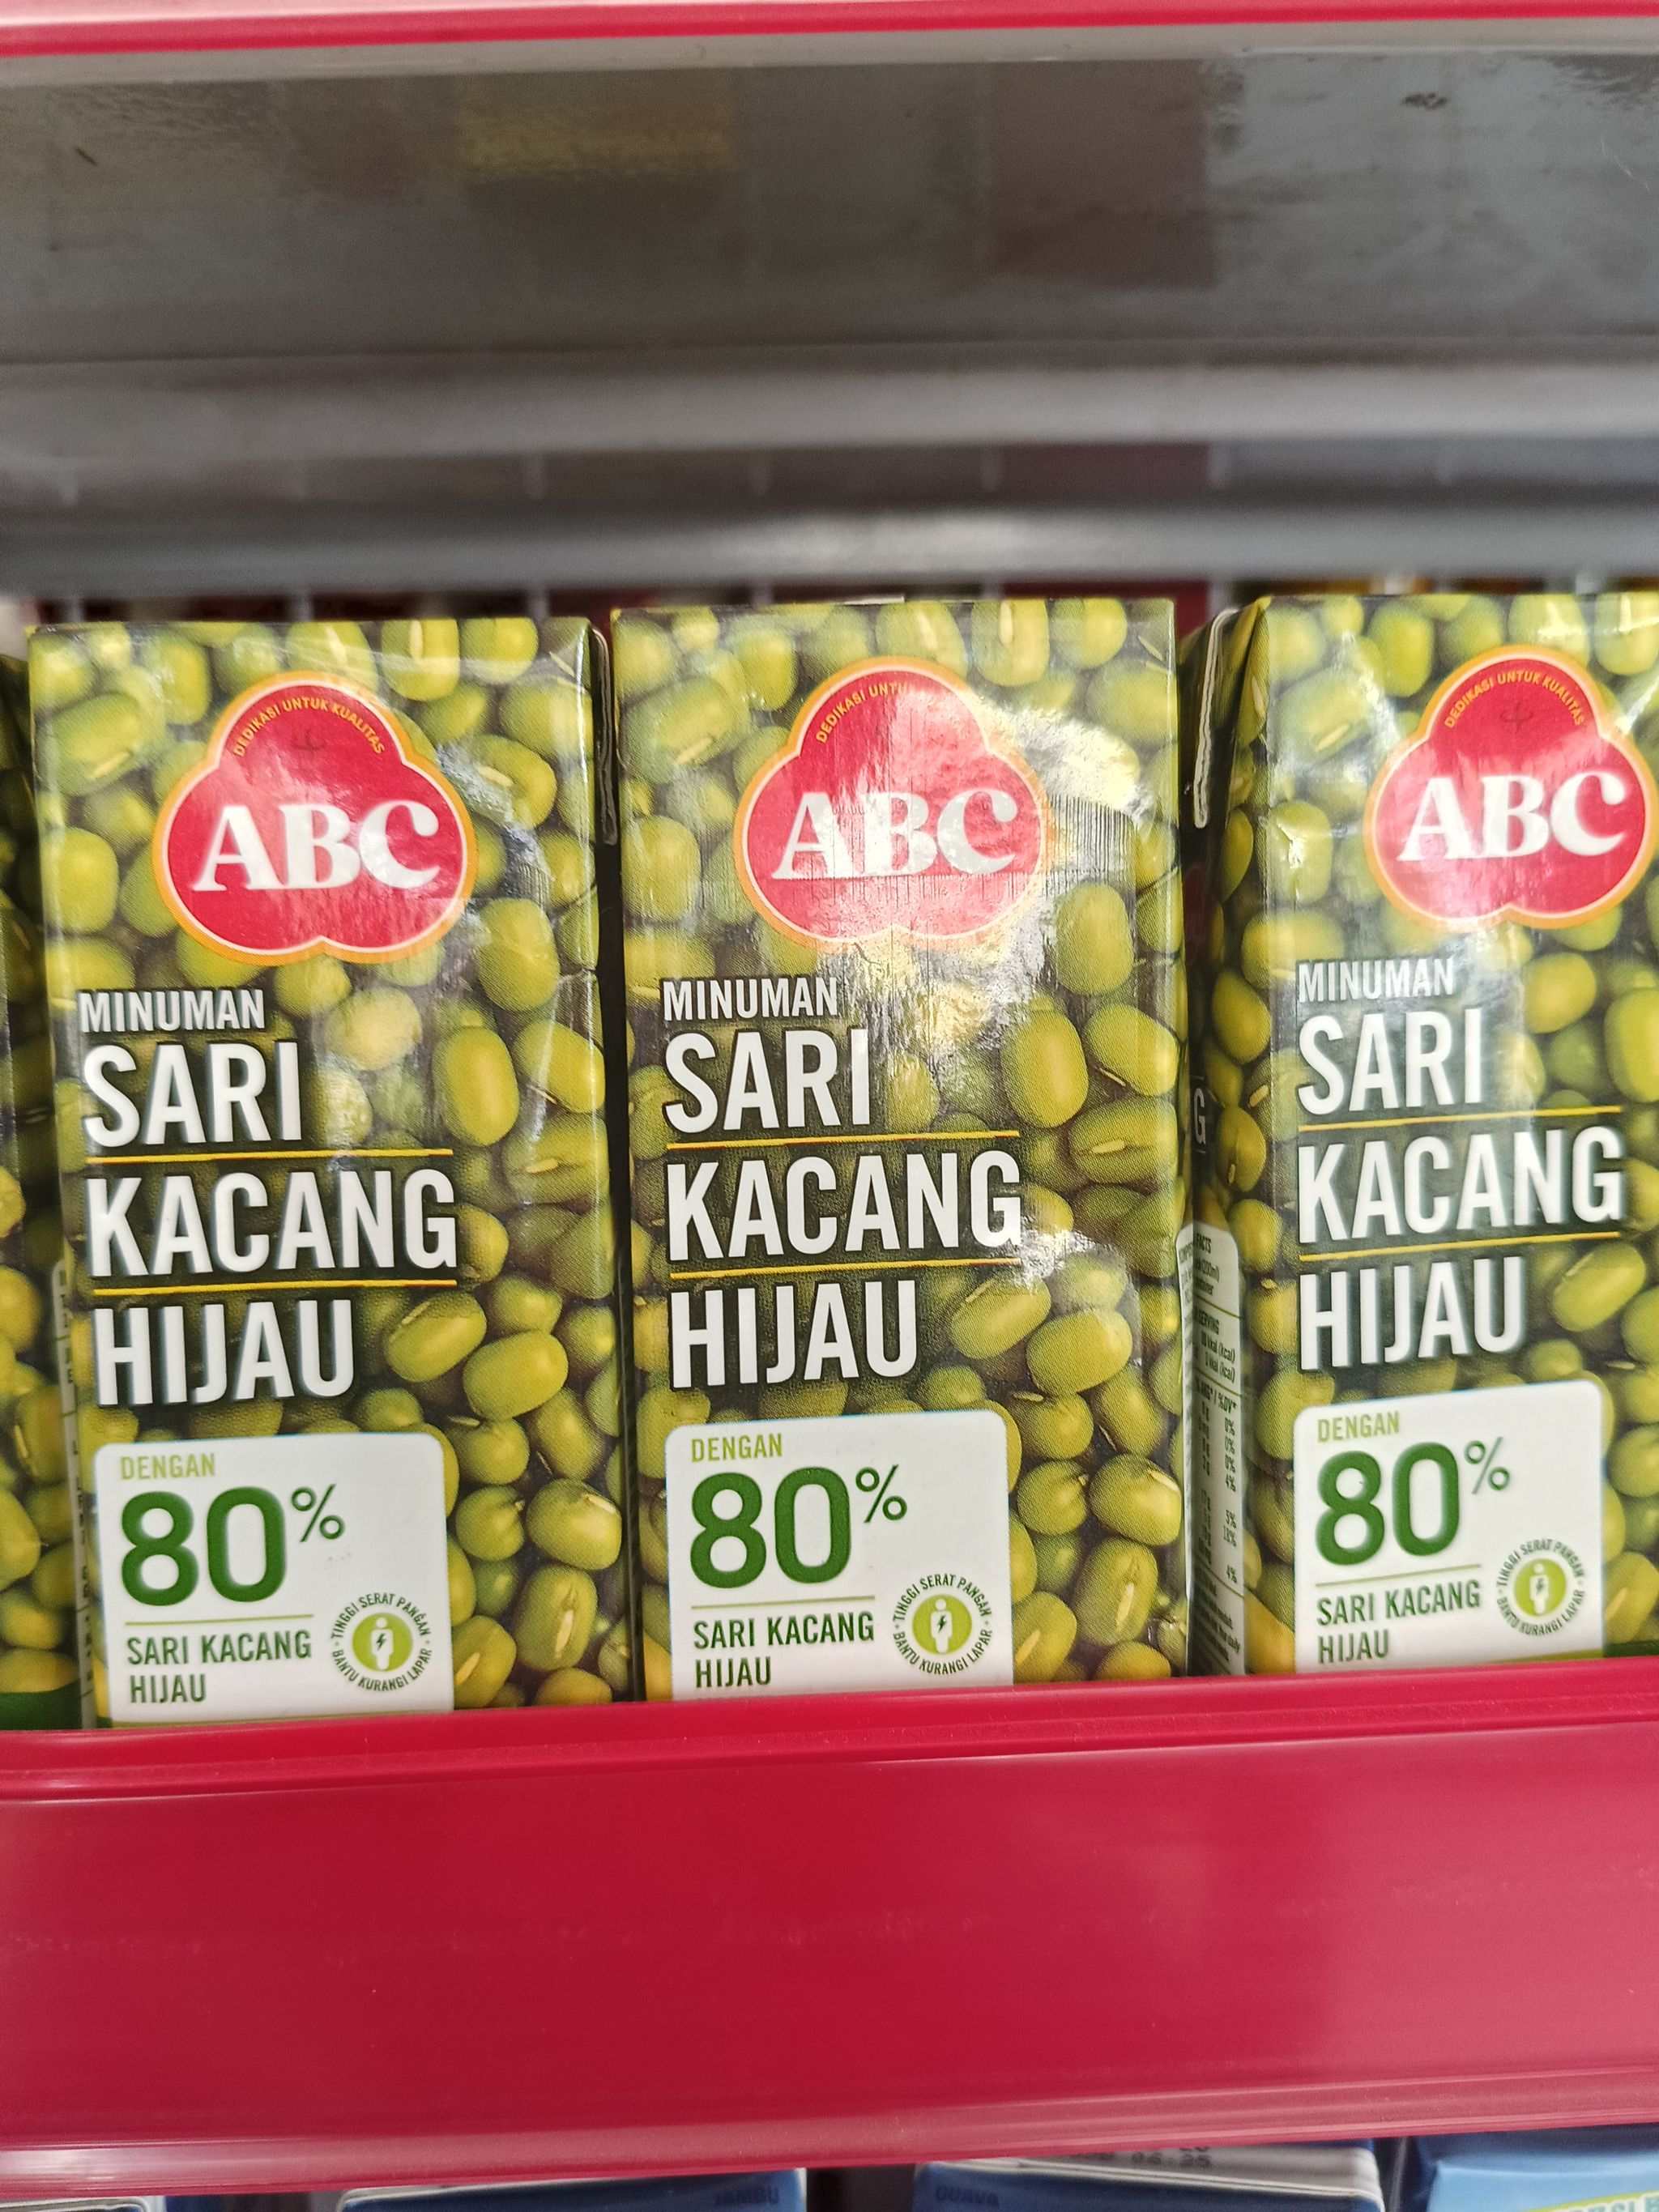 DEDIKASI UNTUK KUALITAS
ABC
MINUMAN
SARI
KACANG
HIJAU
DENGAN
80%
SARI KACANG
HIJAU
TINGGI SERAT PANGAN
BANTU KURANGI LAPAR
DEDIKASI
ABC
MINUMAN
SARI
KACANG
HIJAU
DENGAN
80%
SARI KACANG
HIJAU
TINGGI SERAT PANGAN
BANTU KURANGI LAPAR
DEDIKASI UNTUK KUALITAS
ABC
MINUMAN
SARI
KACANG
HIJAU
DENGAN
80%
SARI KACANG
HIJAU
TINGGI SERAT PANGAN
BANTU KURANGI LAPAR
JAMBU
GUAVA